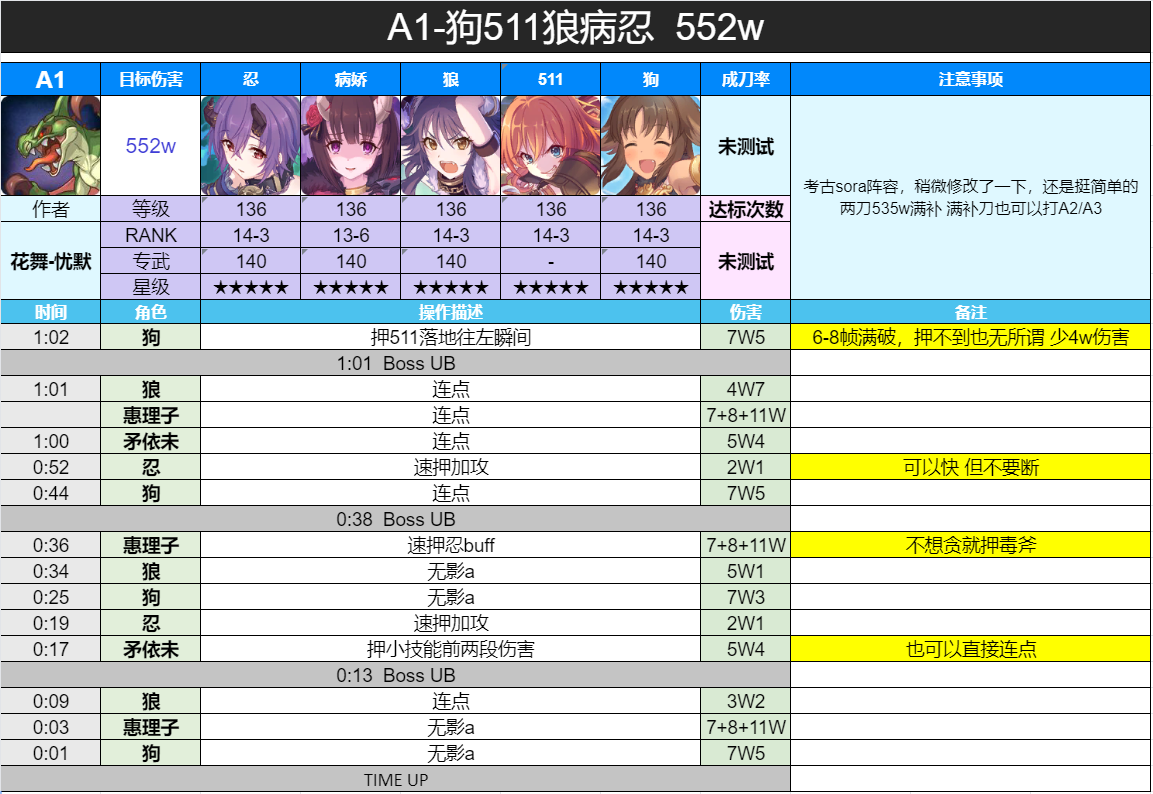 A1-狗511狼病忍 552w
A1 目标伤害 忍 病娇 狼 511 狗 成刀率 注意事项
552w 未测试
考古sora阵容，稍微修改了一下，还是挺简单的
两刀535w满补 满补刀也可以打A2/A3
作者 等级 136 136 136 136 136 达标次数
花舞-忧默 未测试
RANK 14-3 13-6 14-3 14-3 14-3
专武 140 140 140 - 140
星级 ★★★★★ ★★★★★ ★★★★★ ★★★★★ ★★★★★
时间 角色 操作描述 伤害 备注
1:02 狗 押511落地往左瞬间 7W5 6-8帧满破，押不到也无所谓 少4w伤害
1:01 Boss UB
1:01 狼 连点 4W7
惠理子 连点 7+8+11W
1:00 矛依未 连点 5W4
0:52 忍 速押加攻 2W1 可以快 但不要断
0:44 狗 连点 7W5
0:38 Boss UB
0:36 惠理子 速押忍buff 7+8+11W 不想贪就押毒斧
0:34 狼 无影a 5W1
0:25 狗 无影a 7W3
0:19 忍 速押加攻 2W1
0:17 矛依未 押小技能前两段伤害 5W4 也可以直接连点
0:13 Boss UB
0:09 狼 连点 3W2
0:03 惠理子 无影a 7+8+11W
0:01 狗 无影a 7W5
TIME UP